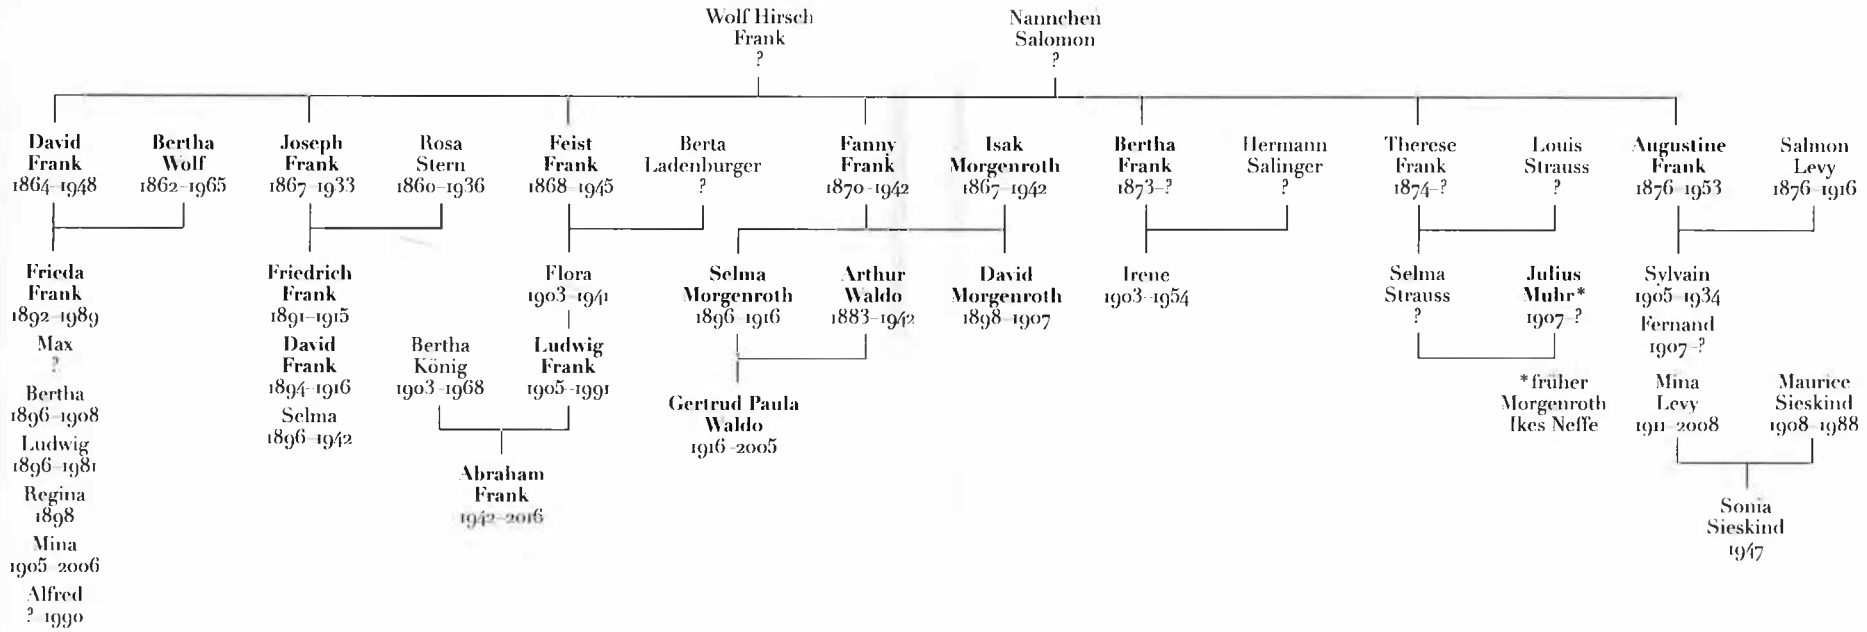 Wolf Hirsch
Frank
?
Nannchen
Salomon
?
David
Frank
1864–1948
Bertha
Wolf
1862–1965
Joseph
Frank
1867–1933
Rosa
Stern
1860–1936
Feist
Frank
1868–1945
Berta
Ladenburger
?
Fanny
Frank
1870–1942
Isak
Morgenroth
1867–1942
Bertha
Frank
1873–?
Hermann
Salinger
?
Therese
Frank
1874–?
Louis
Strauss
?
Augustine
Frank
1876–1953
Salmon
Levy
1876–1916
Frieda
Frank
1892–1989
Max
?
Bertha
1896–1908
Ludwig
1896–1981
Regina
1898
Mina
1905–2006
Alfred
?–1990
Friedrich
Frank
1891–1915
David
Frank
1894–1916
Selma
1896–1942
Flora
1903–1941
Bertha
König
1903–1968
Ludwig
Frank
1905–1991
Abraham
Frank
1942–2016
Selma
Morgenroth
1896–1916
Arthur
Waldo
1883–1942
David
Morgenroth
1898–1907
Gertrud Paula
Waldo
1916–2005
Irene
1903–1954
Selma
Strauss
?
Julius
Muhr*
1907–?
*früher
Morgenroth
Ikes Neffe
Sylvain
1905–1934
Fernand
1907–?
Mina
Levy
1911–2008
Maurice
Sieskind
1908–1988
Sonia
Sieskind
1947